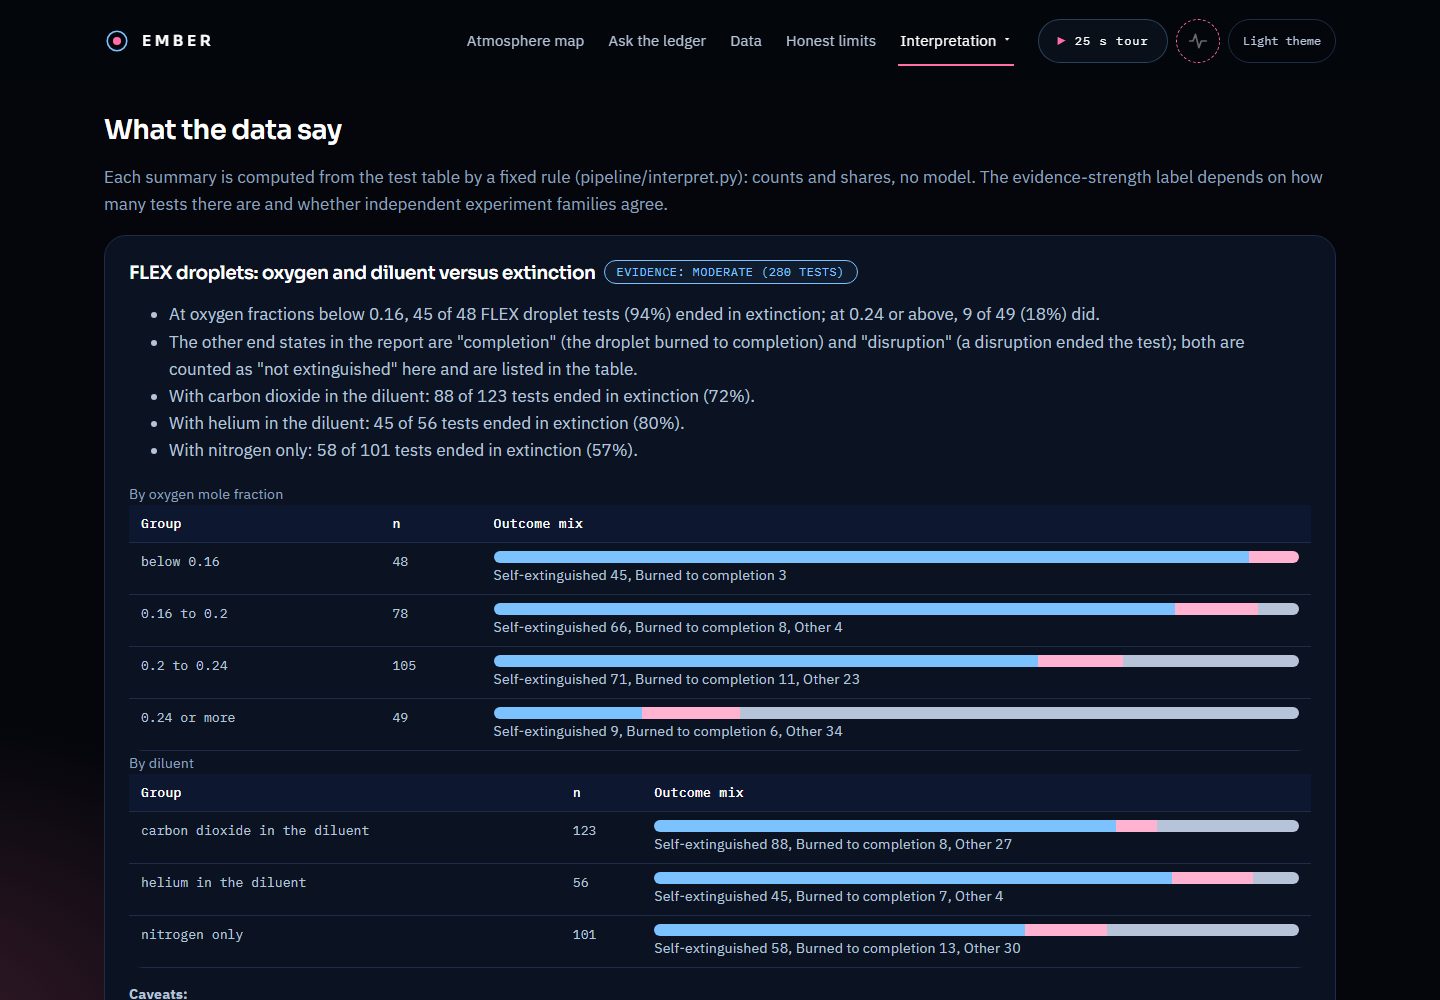 EMBER
Atmosphere map
Ask the ledger
Data
Honest limits
Interpretation
25 s tour
Light theme
What the data say
Each summary is computed from the test table by a fixed rule (pipeline/interpret.py): counts and shares, no model. The evidence-strength label depends on how
many tests there are and whether independent experiment families agree.
FLEX droplets: oxygen and diluent versus extinction
EVIDENCE: MODERATE (280 TESTS)
At oxygen fractions below 0.16, 45 of 48 FLEX droplet tests (94%) ended in extinction; at 0.24 or above, 9 of 49 (18%) did.
The other end states in the report are "completion" (the droplet burned to completion) and "disruption" (a disruption ended the test); both are
counted as "not extinguished" here and are listed in the table.
With carbon dioxide in the diluent: 88 of 123 tests ended in extinction (72%).
With helium in the diluent: 45 of 56 tests ended in extinction (80%).
With nitrogen only: 58 of 101 tests ended in extinction (57%).
By oxygen mole fraction
Group n Outcome mix
below 0.16 48
Self-extinguished 45, Burned to completion 3
0.16 to 0.2 78
Self-extinguished 66, Burned to completion 8, Other 4
0.2 to 0.24 105
Self-extinguished 71, Burned to completion 11, Other 23
0.24 or more 49
Self-extinguished 9, Burned to completion 6, Other 34
By diluent
Group n Outcome mix
carbon dioxide in the diluent 123
Self-extinguished 88, Burned to completion 8, Other 27
helium in the diluent 56
Self-extinguished 45, Burned to completion 7, Other 4
nitrogen only 101
Self-extinguished 58, Burned to completion 13, Other 30
Caveats: